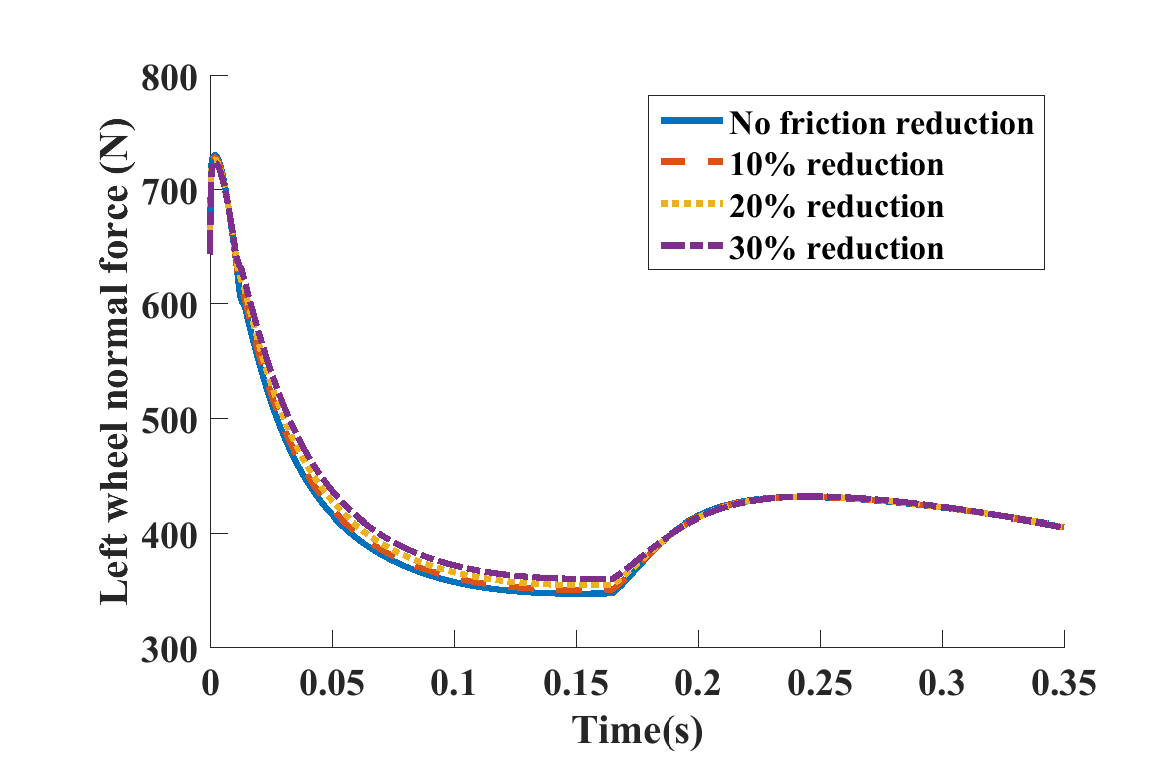 800
700
600
500
400
300
Left wheel normal force (N)
No friction reduction
10% reduction
20% reduction
30% reduction
0 0.05 0.1 0.15 0.2 0.25 0.3 0.35
Time(s)